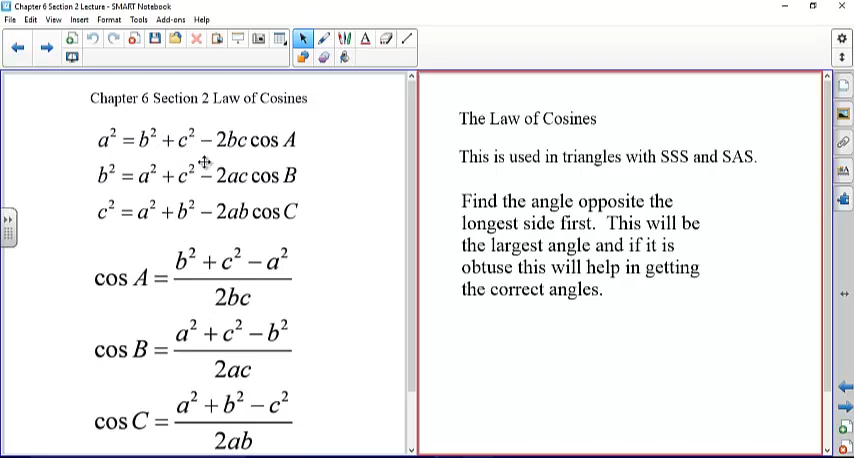 Chapter 6 Section 2 Lecture - SMART Notebook
File Edit View Insert Format Tools Add-ons Help
Chapter 6 Section 2 Law of Cosines
a² = b² + c² − 2bc cos A
b² = a² + c² − 2ac cos B
c² = a² + b² − 2ab cos C
cos A = (b² + c² − a²) / 2bc
cos B = (a² + c² − b²) / 2ac
cos C = (a² + b² − c²) / 2ab
The Law of Cosines
This is used in triangles with SSS and SAS.
Find the angle opposite the
longest side first. This will be
the largest angle and if it is
obtuse this will help in getting
the correct angles.